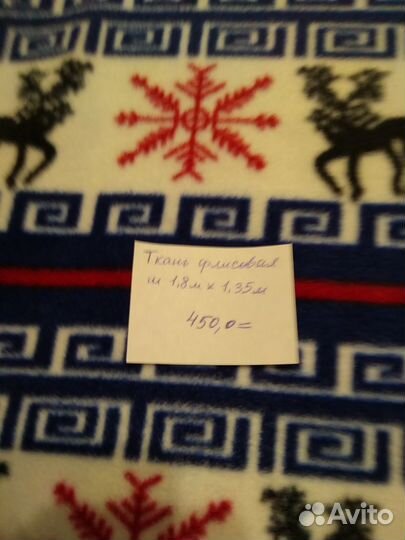 Ткань флисовая
ш 1,8м х 1,35м
450,0=
Avito